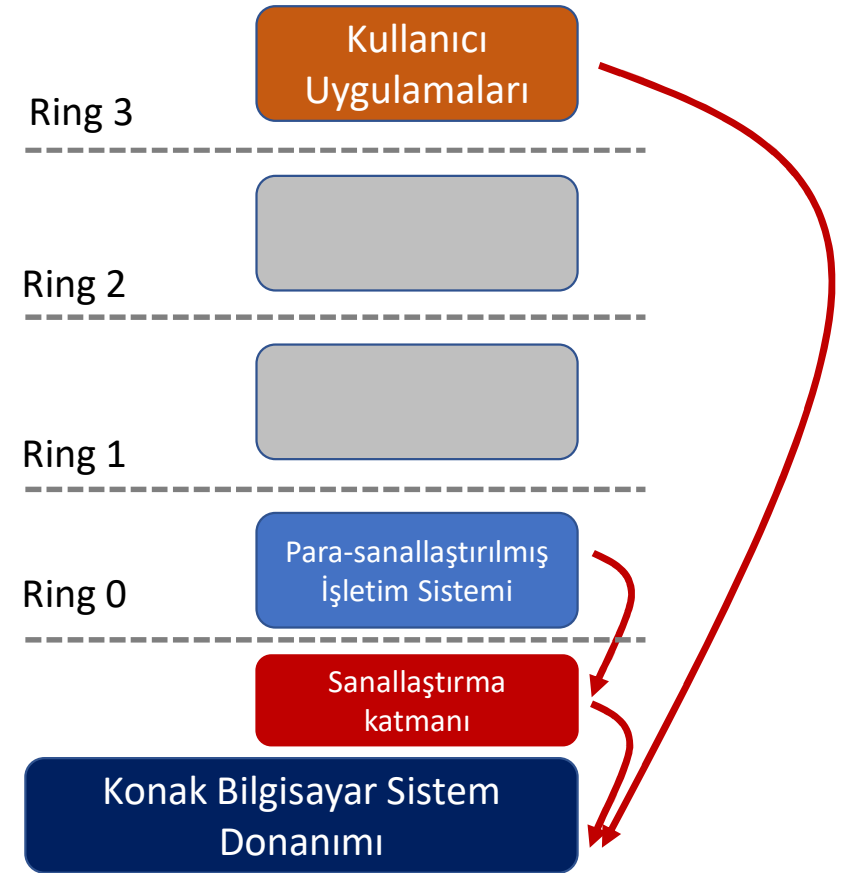 Kullanıcı
Uygulamaları
Ring 3
Ring 2
Ring 1
Para-sanallaştırılmış
İşletim Sistemi
Ring 0
Sanallaştırma
katmanı
Konak Bilgisayar Sistem
Donanımı